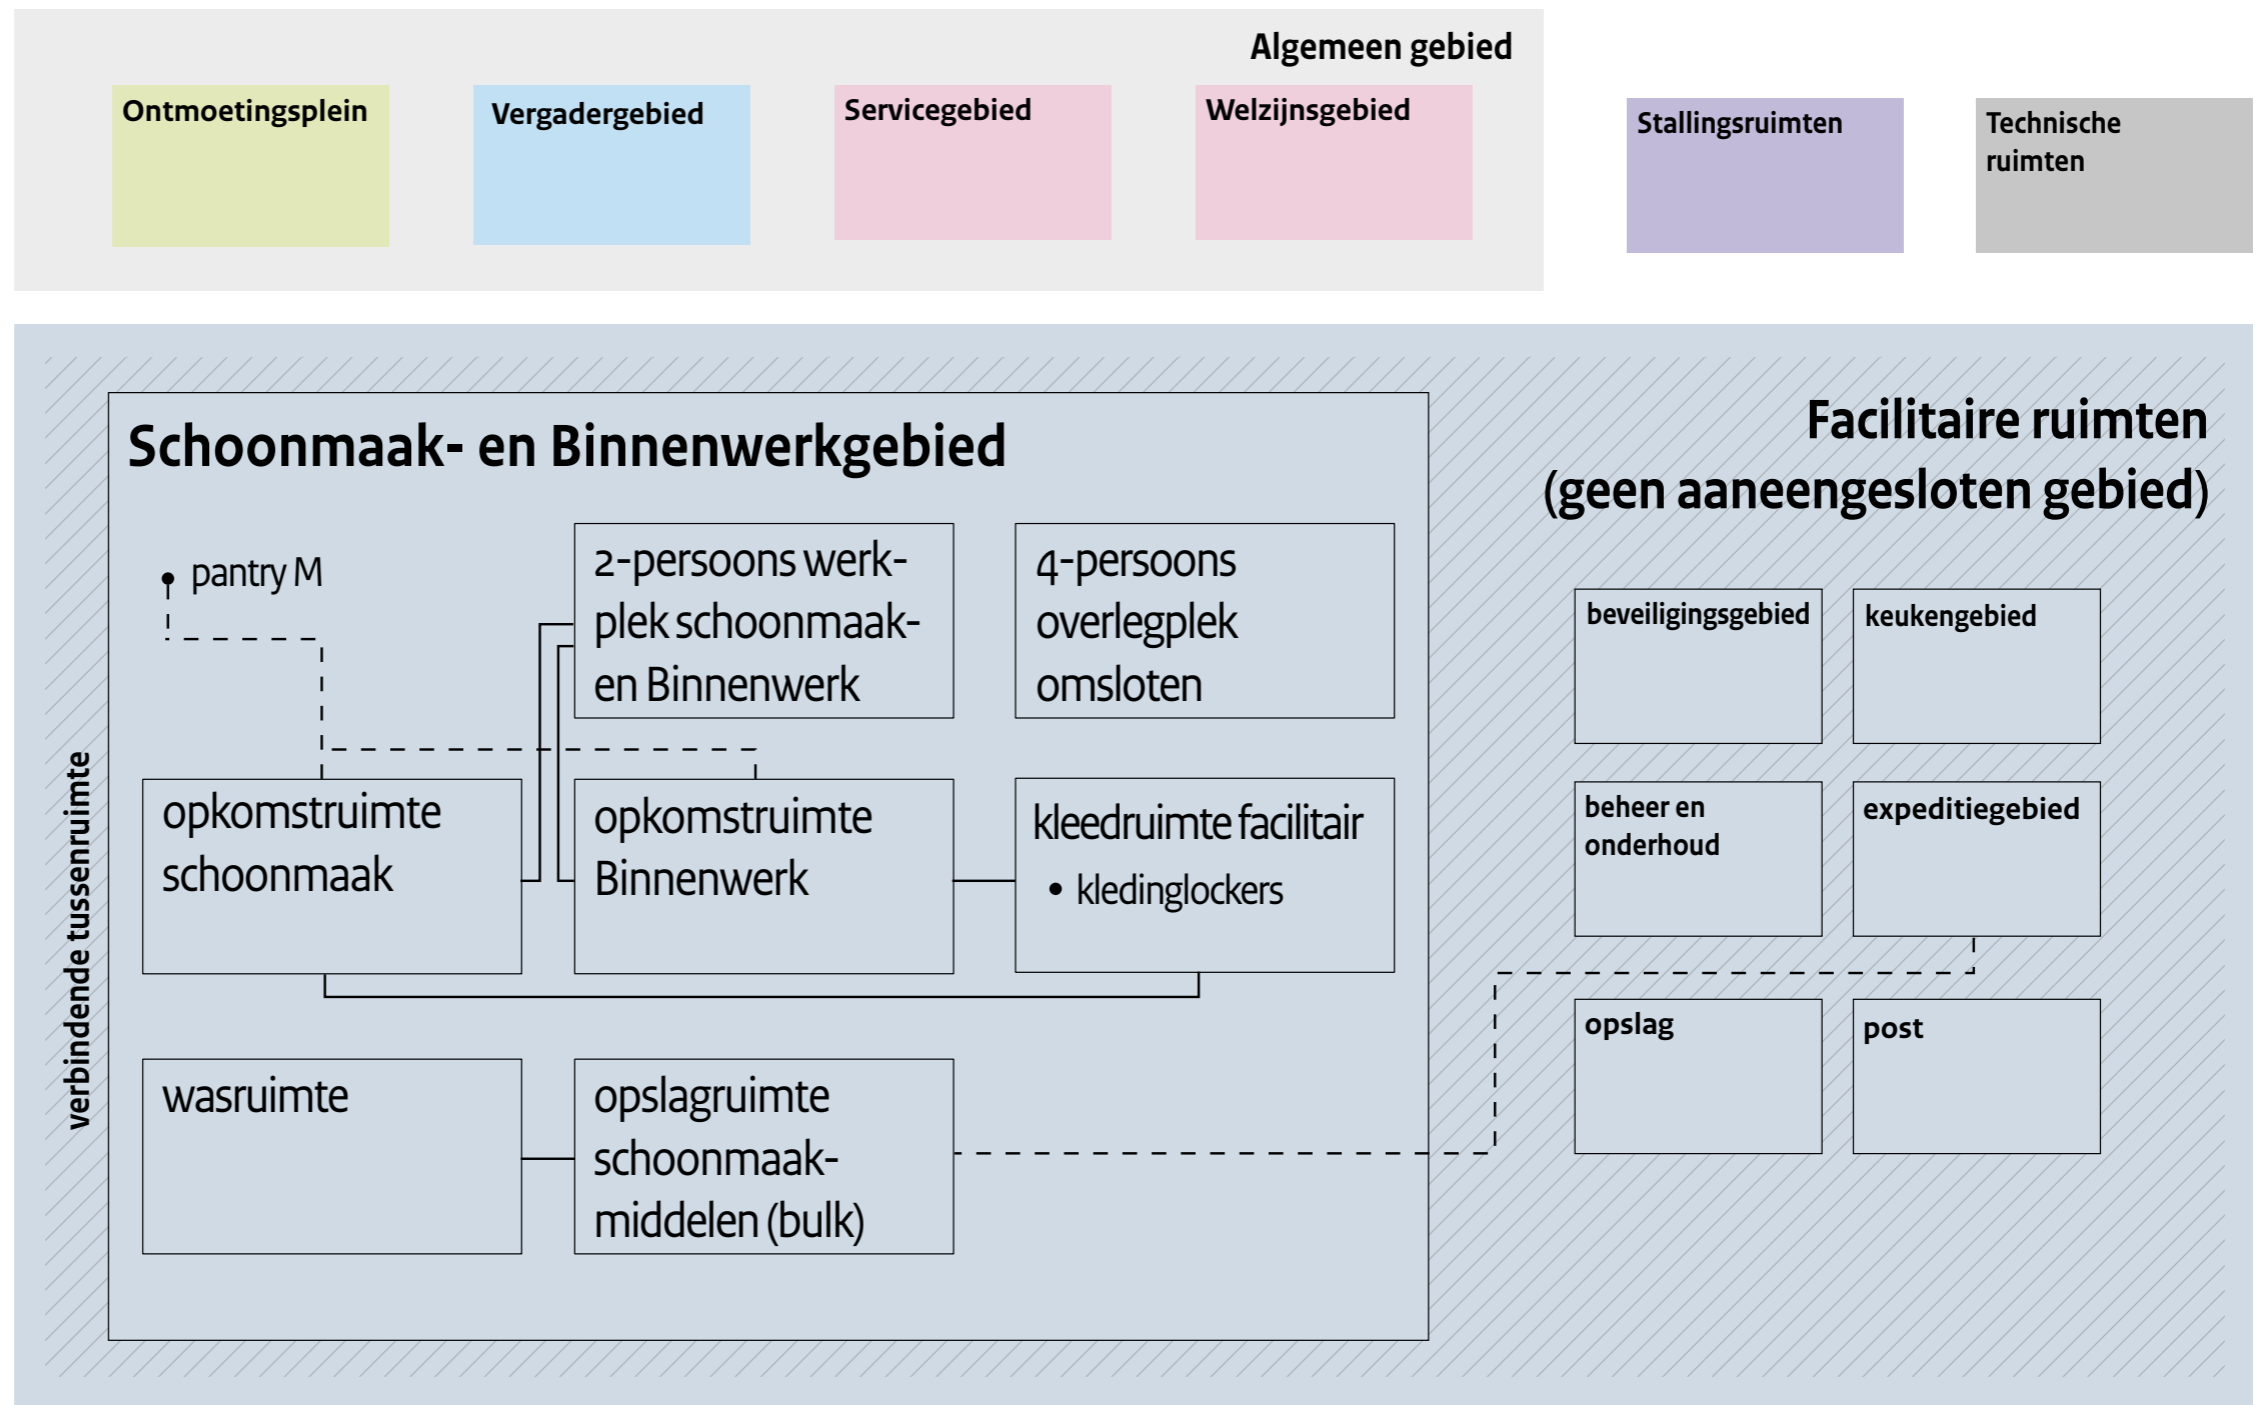 Algemeen gebied
Ontmoetingsplein
Vergadergebied
Servicegebied
Welzijnsgebied
Stallingsruimten
Technische
ruimten
Schoonmaak- en Binnenwerkgebied
Facilitaire ruimten
(geen aaneengesloten gebied)
verbindende tussenruimte
pantry M
2-persoons werk-
plek schoonmaak-
en Binnenwerk
4-persoons
overlegplek
omsloten
opkomstruimte
schoonmaak
opkomstruimte
Binnenwerk
kleedruimte facilitair
• kledinglockers
wasruimte
opslagruimte
schoonmaak-
middelen (bulk)
beveiligingsgebied
keukengebied
beheer en
onderhoud
expeditiegebied
opslag
post